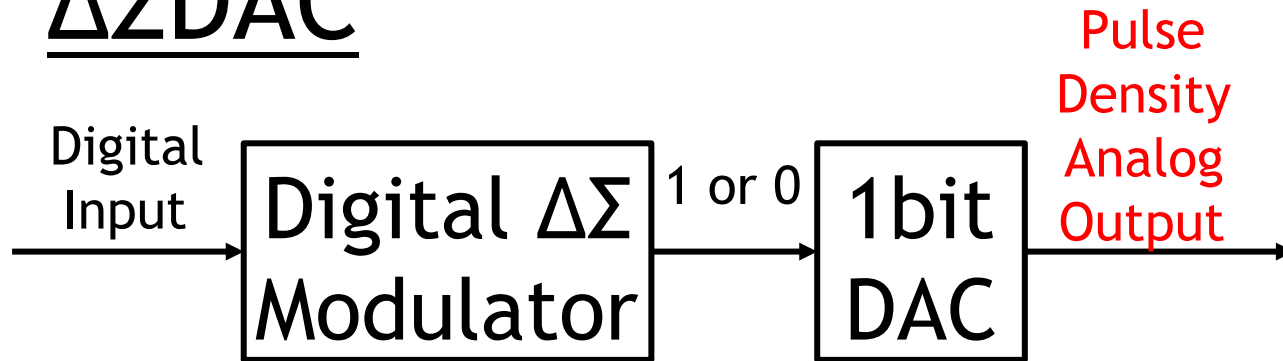 ΔΣDAC
Digital
Input
Digital ΔΣ
Modulator
1 or 0
1bit
DAC
Pulse
Density
Analog
Output